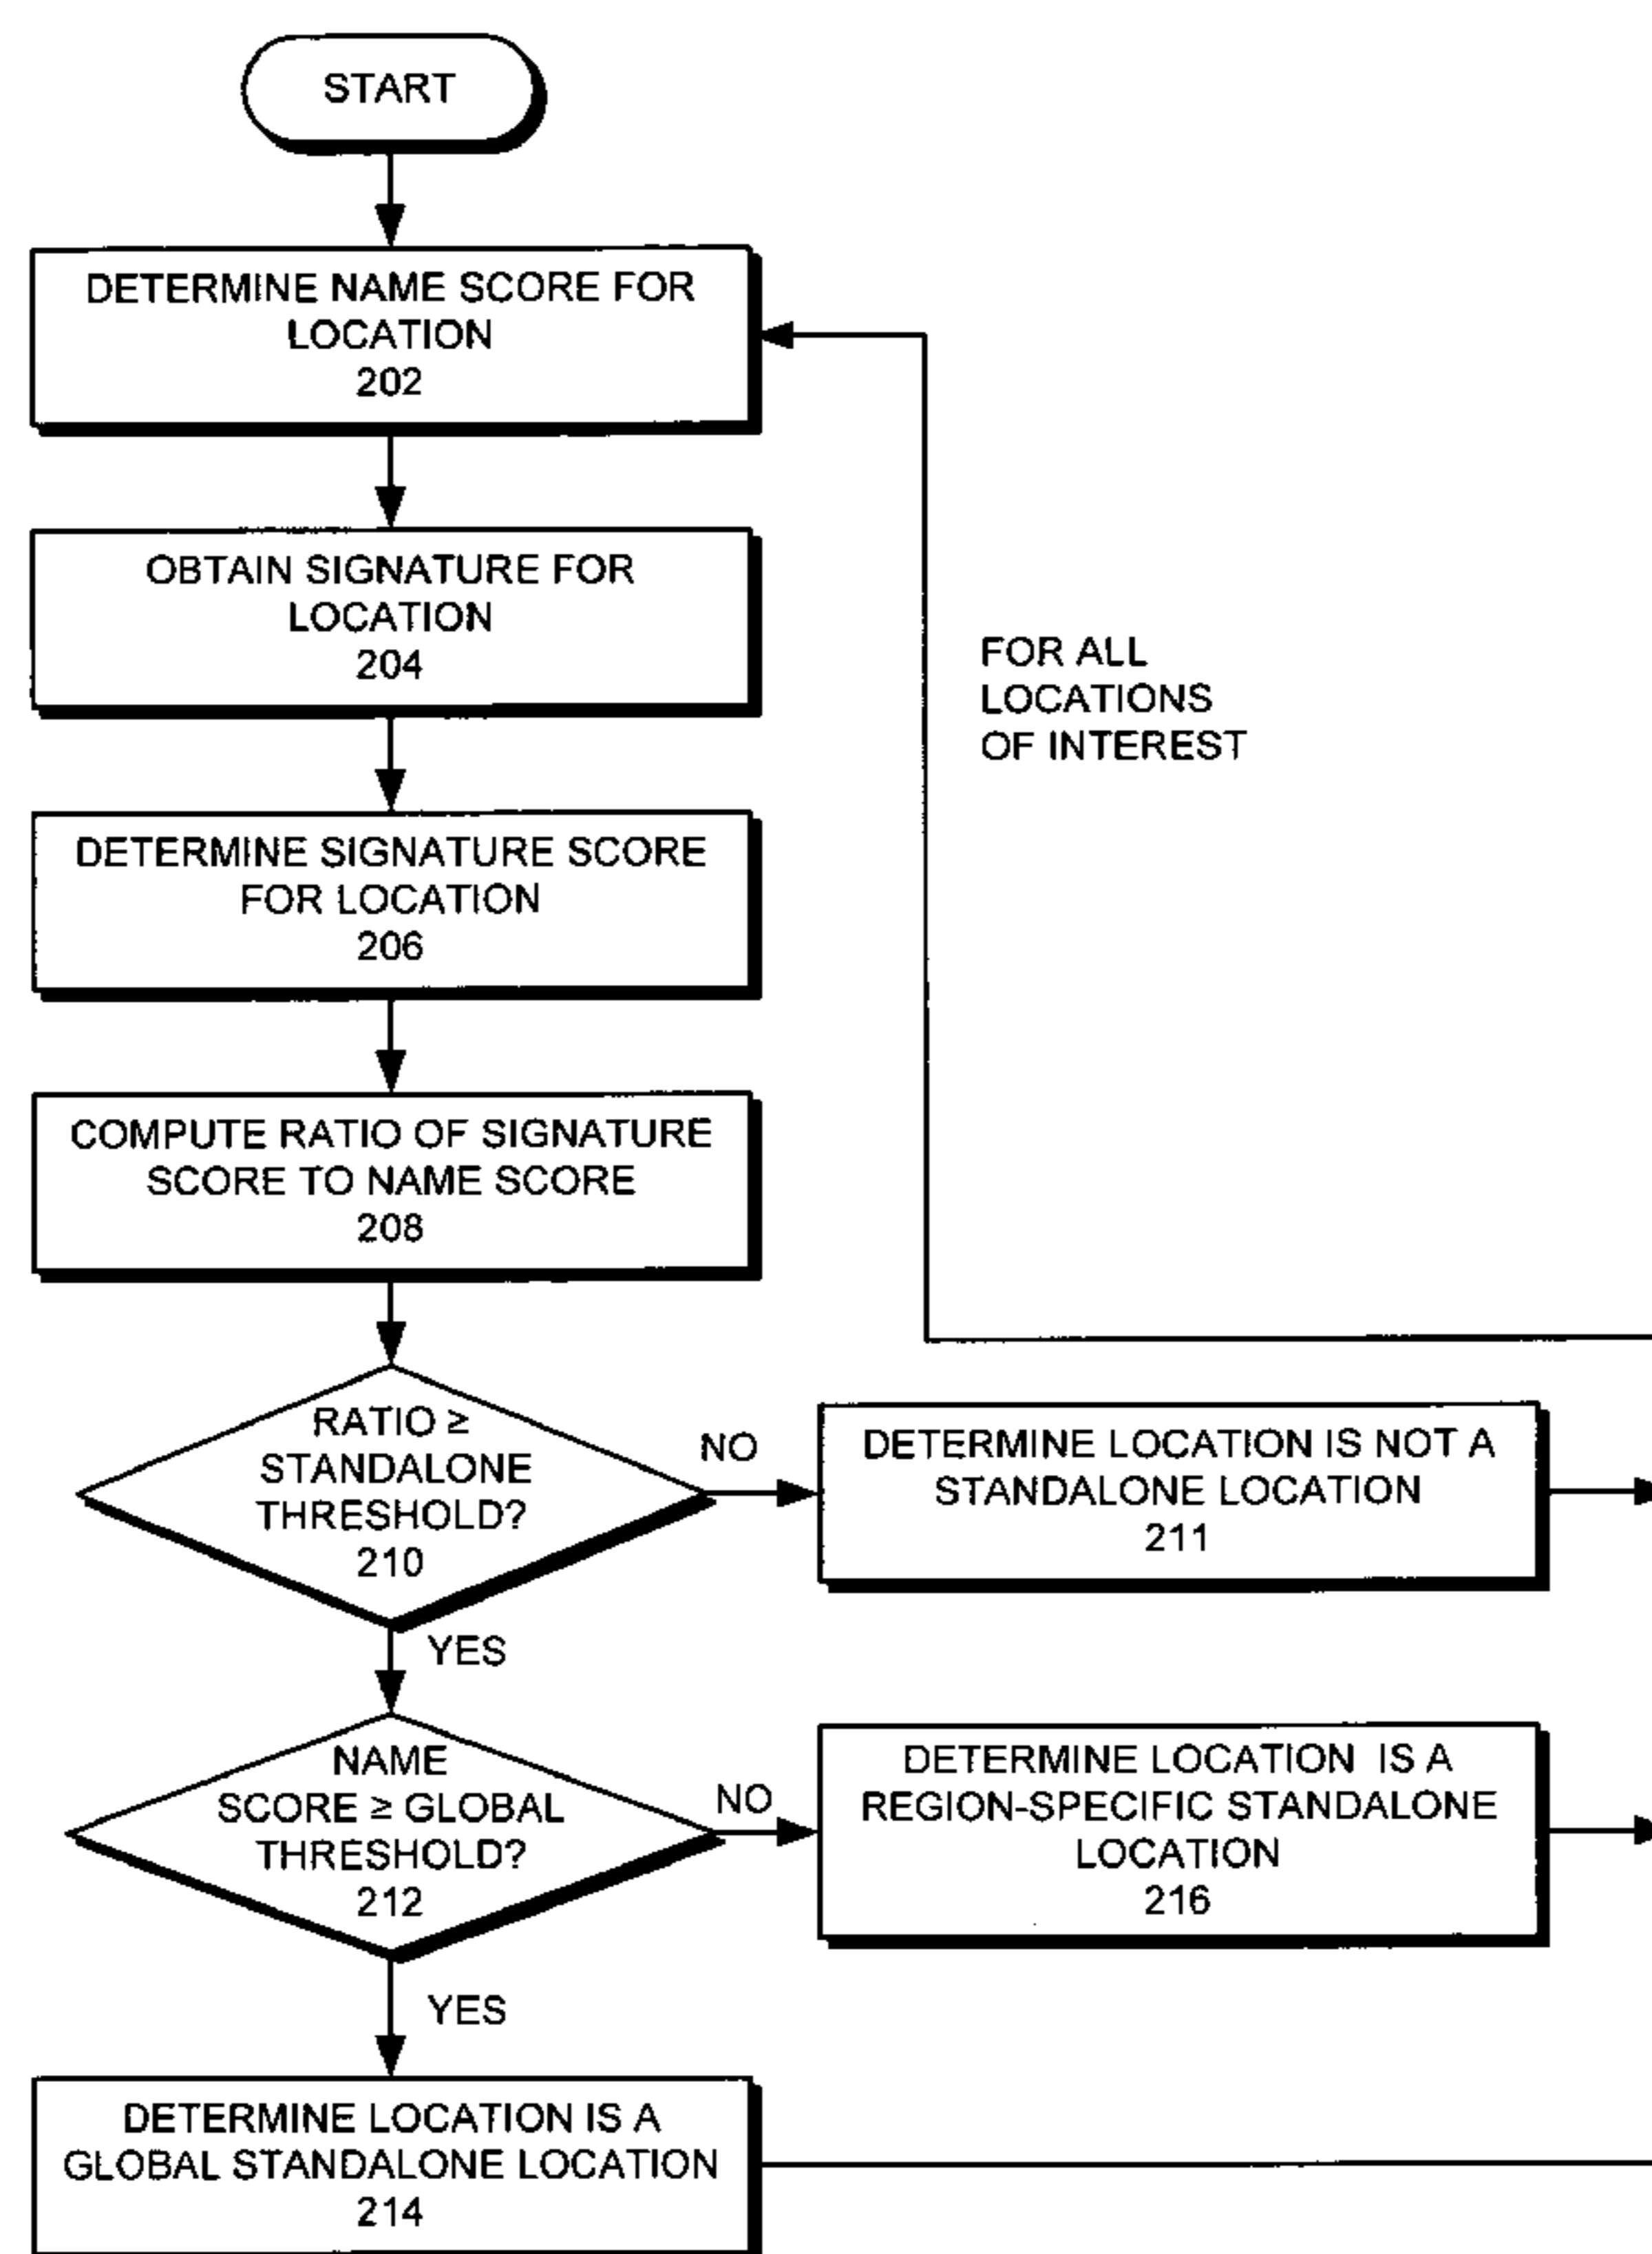 START
DETERMINE NAME SCORE FOR
LOCATION
202
OBTAIN SIGNATURE FOR
LOCATION
204
FOR ALL
LOCATIONS
OF INTEREST
DETERMINE SIGNATURE SCORE
FOR LOCATION
206
COMPUTE RATIO OF SIGNATURE
SCORE TO NAME SCORE
208
RATIO ≥
STANDALONE
THRESHOLD?
210
NO
DETERMINE LOCATION IS NOT A
STANDALONE LOCATION
211
YES
NAME
SCORE ≥ GLOBAL
THRESHOLD?
212
NO
DETERMINE LOCATION IS A
REGION-SPECIFIC STANDALONE
LOCATION
216
YES
DETERMINE LOCATION IS A
GLOBAL STANDALONE LOCATION
214